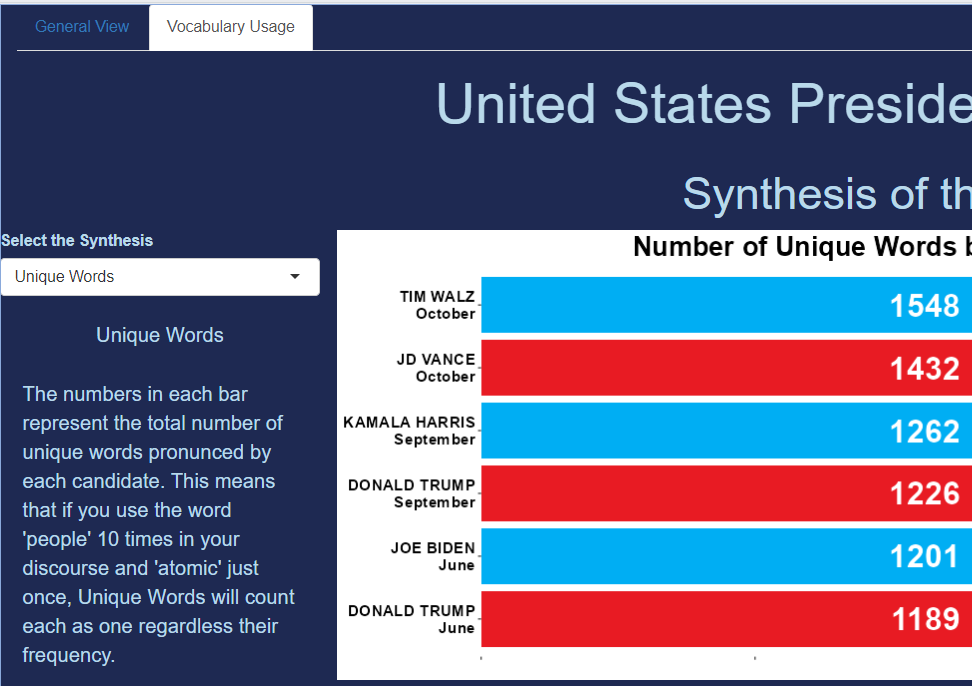 General View
Vocabulary Usage
United States Preside
Synthesis of th
Select the Synthesis
Unique Words
Unique Words
The numbers in each bar
represent the total number of
unique words pronunced by
each candidate. This means
that if you use the word
'people' 10 times in your
discourse and 'atomic' just
once, Unique Words will count
each as one regardless their
frequency.
Number of Unique Words b
TIM WALZ
October
1548
JD VANCE
October
1432
KAMALA HARRIS
September
1262
DONALD TRUMP
September
1226
JOE BIDEN
June
1201
DONALD TRUMP
June
1189